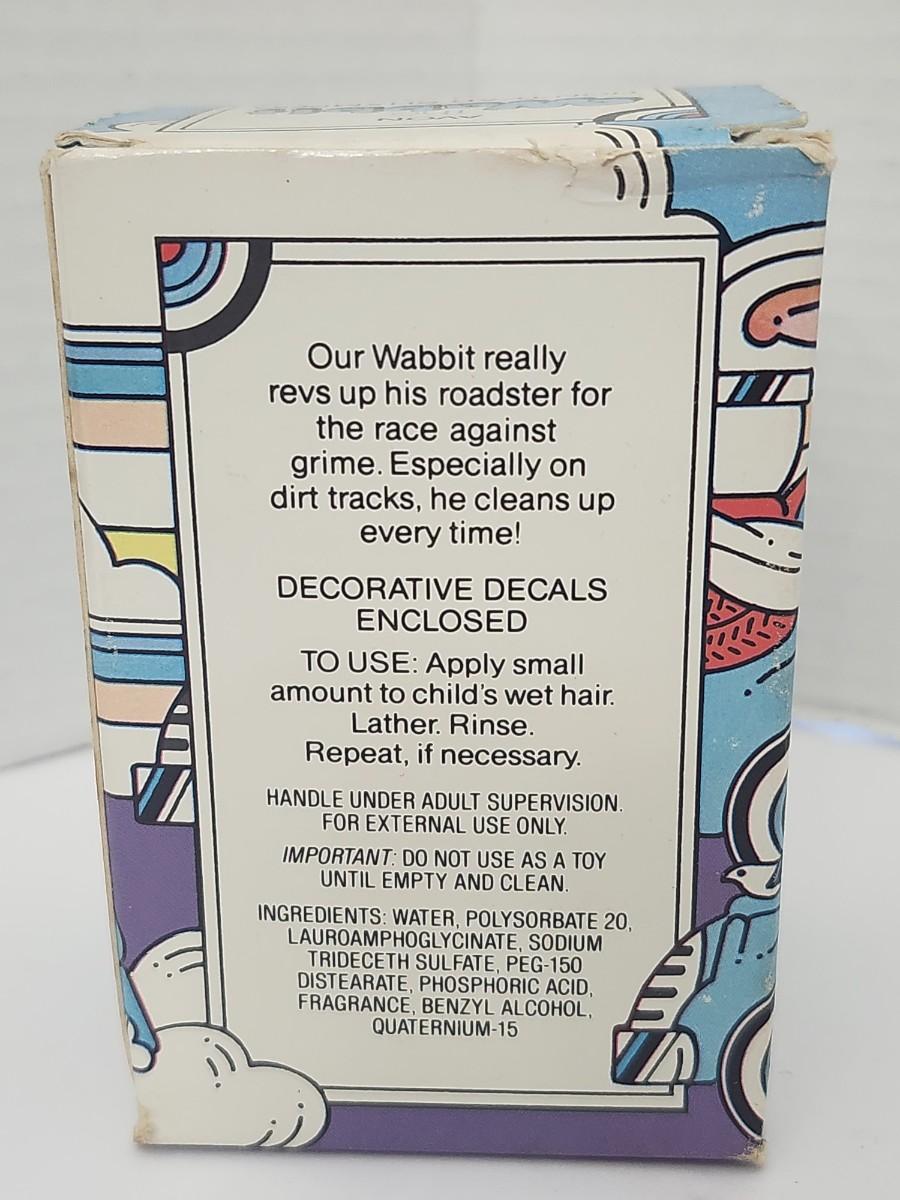 AVON
Our Wabbit really
revs up his roadster for
the race against
grime. Especially on
dirt tracks, he cleans up
every time!
DECORATIVE DECALS
ENCLOSED
TO USE: Apply small
amount to child's wet hair.
Lather. Rinse.
Repeat, if necessary.
HANDLE UNDER ADULT SUPERVISION.
FOR EXTERNAL USE ONLY.
IMPORTANT: DO NOT USE AS A TOY
UNTIL EMPTY AND CLEAN.
INGREDIENTS: WATER, POLYSORBATE 20,
LAUROAMPHOGLYCINATE, SODIUM
TRIDECETH SULFATE, PEG-150
DISTEARATE, PHOSPHORIC ACID,
FRAGRANCE, BENZYL ALCOHOL,
QUATERNIUM-15